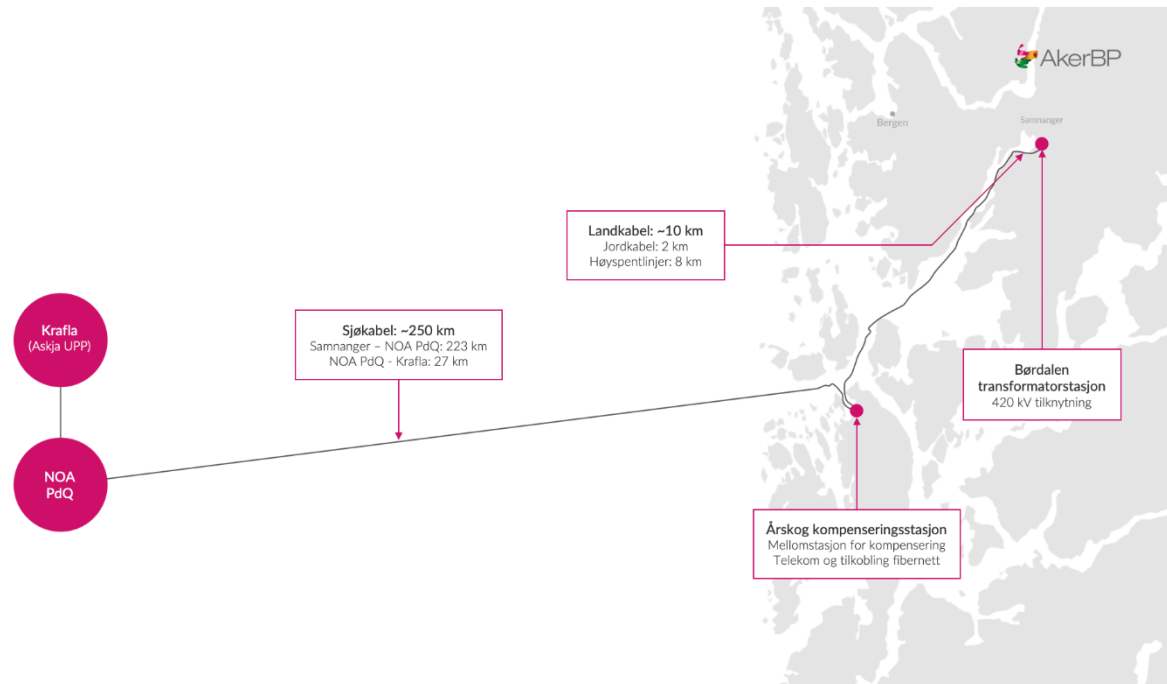 AkerBP
Bergen
Samnanger
Landkabel: ~10 km
Jordkabel: 2 km
Høyspentlinjer: 8 km
Krafla
(Askja UPP)
Sjøkabel: ~250 km
Samnanger – NOA PdQ: 223 km
NOA PdQ - Krafla: 27 km
Børdalen
transformatorstasjon
420 kV tilknytning
NOA
PdQ
Årskog kompenseringsstasjon
Mellomstasjon for kompensering
Telekom og tilkobling fibernett